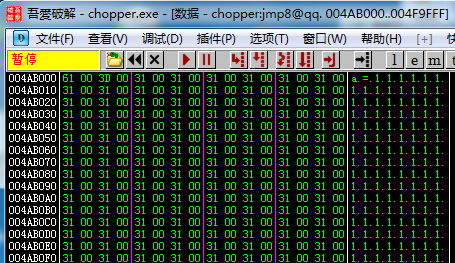 吾愛破解 - chopper.exe - [数据 - chopper:jmp8@qq. 004AB000..004F9FFF]
文件(F) 查看(V) 调试(D) 插件(P) 选项(T) 窗口(W) 帮助(H) [+]
暂停 l e m
004AB000 61 00 3D 00 31 00 31 00 31 00 31 00 31 00 31 00 a.=.1.1.1.1.1.1.
004AB010 31 00 31 00 31 00 31 00 31 00 31 00 31 00 31 00 1.1.1.1.1.1.1.1.
004AB020 31 00 31 00 31 00 31 00 31 00 31 00 31 00 31 00 1.1.1.1.1.1.1.1.
004AB030 31 00 31 00 31 00 31 00 31 00 31 00 31 00 31 00 1.1.1.1.1.1.1.1.
004AB040 31 00 31 00 31 00 31 00 31 00 31 00 31 00 31 00 1.1.1.1.1.1.1.1.
004AB050 31 00 31 00 31 00 31 00 31 00 31 00 31 00 31 00 1.1.1.1.1.1.1.1.
004AB060 31 00 31 00 31 00 31 00 31 00 31 00 31 00 31 00 1.1.1.1.1.1.1.1.
004AB070 31 00 31 00 31 00 31 00 31 00 31 00 31 00 31 00 1.1.1.1.1.1.1.1.
004AB080 31 00 31 00 31 00 31 00 31 00 31 00 31 00 31 00 1.1.1.1.1.1.1.1.
004AB090 31 00 31 00 31 00 31 00 31 00 31 00 31 00 31 00 1.1.1.1.1.1.1.1.
004AB0A0 31 00 31 00 31 00 31 00 31 00 31 00 31 00 31 00 1.1.1.1.1.1.1.1.
004AB0B0 31 00 31 00 31 00 31 00 31 00 31 00 31 00 31 00 1.1.1.1.1.1.1.1.
004AB0C0 31 00 31 00 31 00 31 00 31 00 31 00 31 00 31 00 1.1.1.1.1.1.1.1.
004AB0D0 31 00 31 00 31 00 31 00 31 00 31 00 31 00 31 00 1.1.1.1.1.1.1.1.
004AB0E0 31 00 31 00 31 00 31 00 31 00 31 00 31 00 31 00 1.1.1.1.1.1.1.1.
004AB0F0 31 00 31 00 31 00 31 00 31 00 31 00 31 00 31 00 1.1.1.1.1.1.1.1.